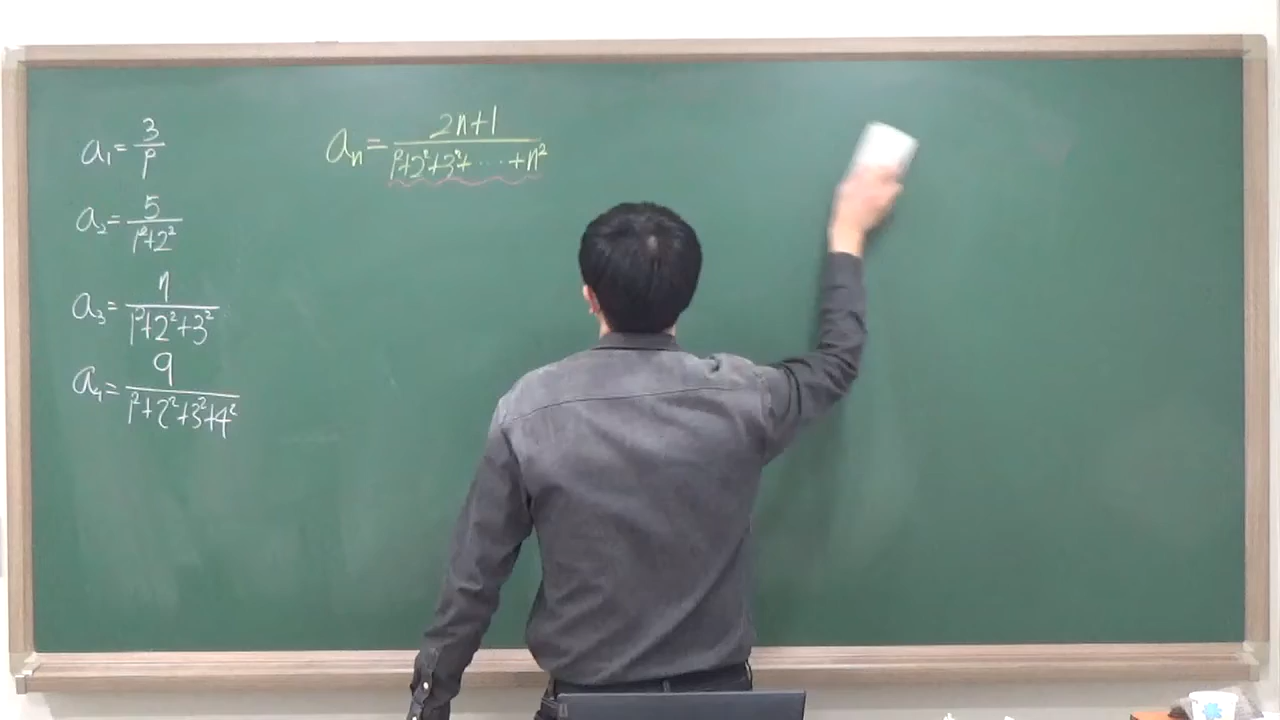 a₁ = 3/1²
a₂ = 5/(1²+2²)
a₃ = 7/(1²+2²+3²)
a₄ = 9/(1²+2²+3²+4²)
aₙ = (2n+1)/(1²+2²+3²+⋯+n²)